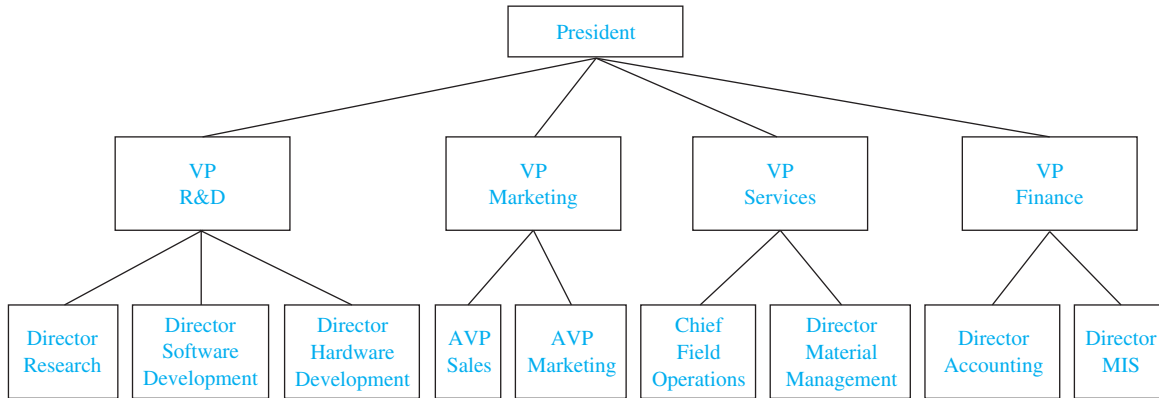 President
VP
R&D
VP
Marketing
VP
Services
VP
Finance
Director
Research
Director
Software
Development
Director
Hardware
Development
AVP
Sales
AVP
Marketing
Chief
Field
Operations
Director
Material
Management
Director
Accounting
Director
MIS